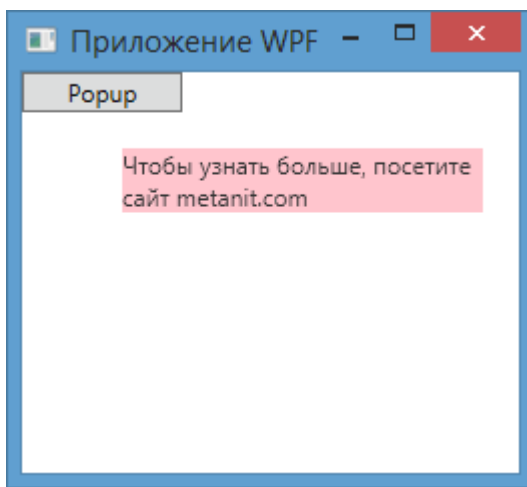 Приложение WPF
Popup
Чтобы узнать больше, посетите
сайт metanit.com